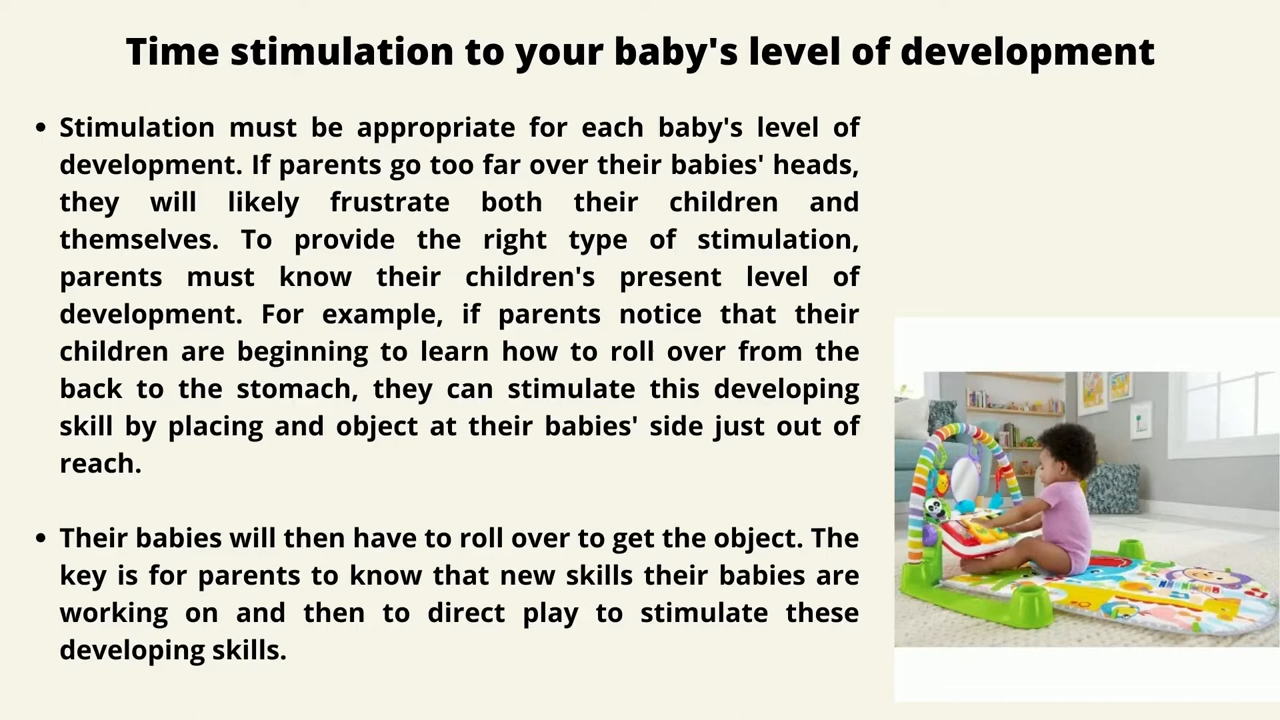 Time stimulation to your baby's level of development
• Stimulation must be appropriate for each baby's level of
development. If parents go too far over their babies' heads,
they will likely frustrate both their children and
themselves. To provide the right type of stimulation,
parents must know their children's present level of
development. For example, if parents notice that their
children are beginning to learn how to roll over from the
back to the stomach, they can stimulate this developing
skill by placing and object at their babies' side just out of
reach.
• Their babies will then have to roll over to get the object. The
key is for parents to know that new skills their babies are
working on and then to direct play to stimulate these
developing skills.